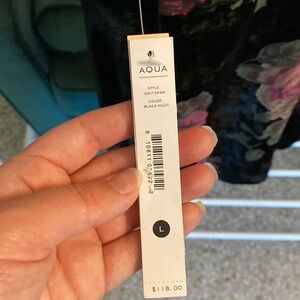 AQUA
STYLE:
COLOR:
BLACK MULTI
L
$118.00